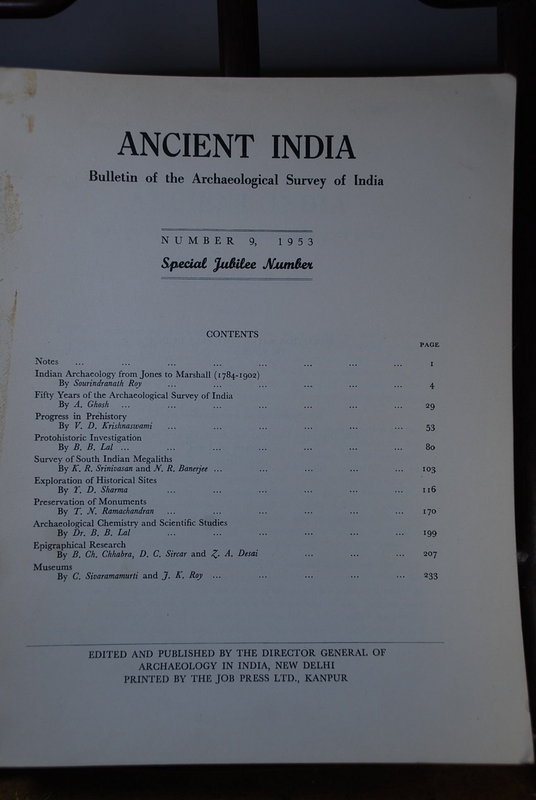 ANCIENT INDIA
Bulletin of the Archaeological Survey of India
NUMBER 9, 1953
Special Jubilee Number
CONTENTS
PAGE
Notes ... ... ... ... ... ... ... ... 1
Indian Archaeology from Jones to Marshall (1784-1902)
By Sourindranath Roy ... ... ... ... ... ... 4
Fifty Years of the Archaeological Survey of India
By A. Ghosh ... ... ... ... ... ... ... 29
Progress in Prehistory
By V. D. Krishnaswami ... ... ... ... ... ... 53
Protohistoric Investigation
By B. B. Lal ... ... ... ... ... ... ... 80
Survey of South Indian Megaliths
By K. R. Srinivasan and N. R. Banerjee ... ... ... ... ... 103
Exploration of Historical Sites
By Y. D. Sharma ... ... ... ... ... ... 116
Preservation of Monuments
By T. N. Ramachandran ... ... ... ... ... ... 170
Archaeological Chemistry and Scientific Studies
By Dr. B. B. Lal ... ... ... ... ... ... 199
Epigraphical Research
By B. Ch. Chhabra, D. C. Sircar and Z. A. Desai ... ... ... 207
Museums
By C. Sivaramamurti and J. K. Roy ... ... ... ... ... 233
EDITED AND PUBLISHED BY THE DIRECTOR GENERAL OF
ARCHAEOLOGY IN INDIA, NEW DELHI
PRINTED BY THE JOB PRESS LTD., KANPUR